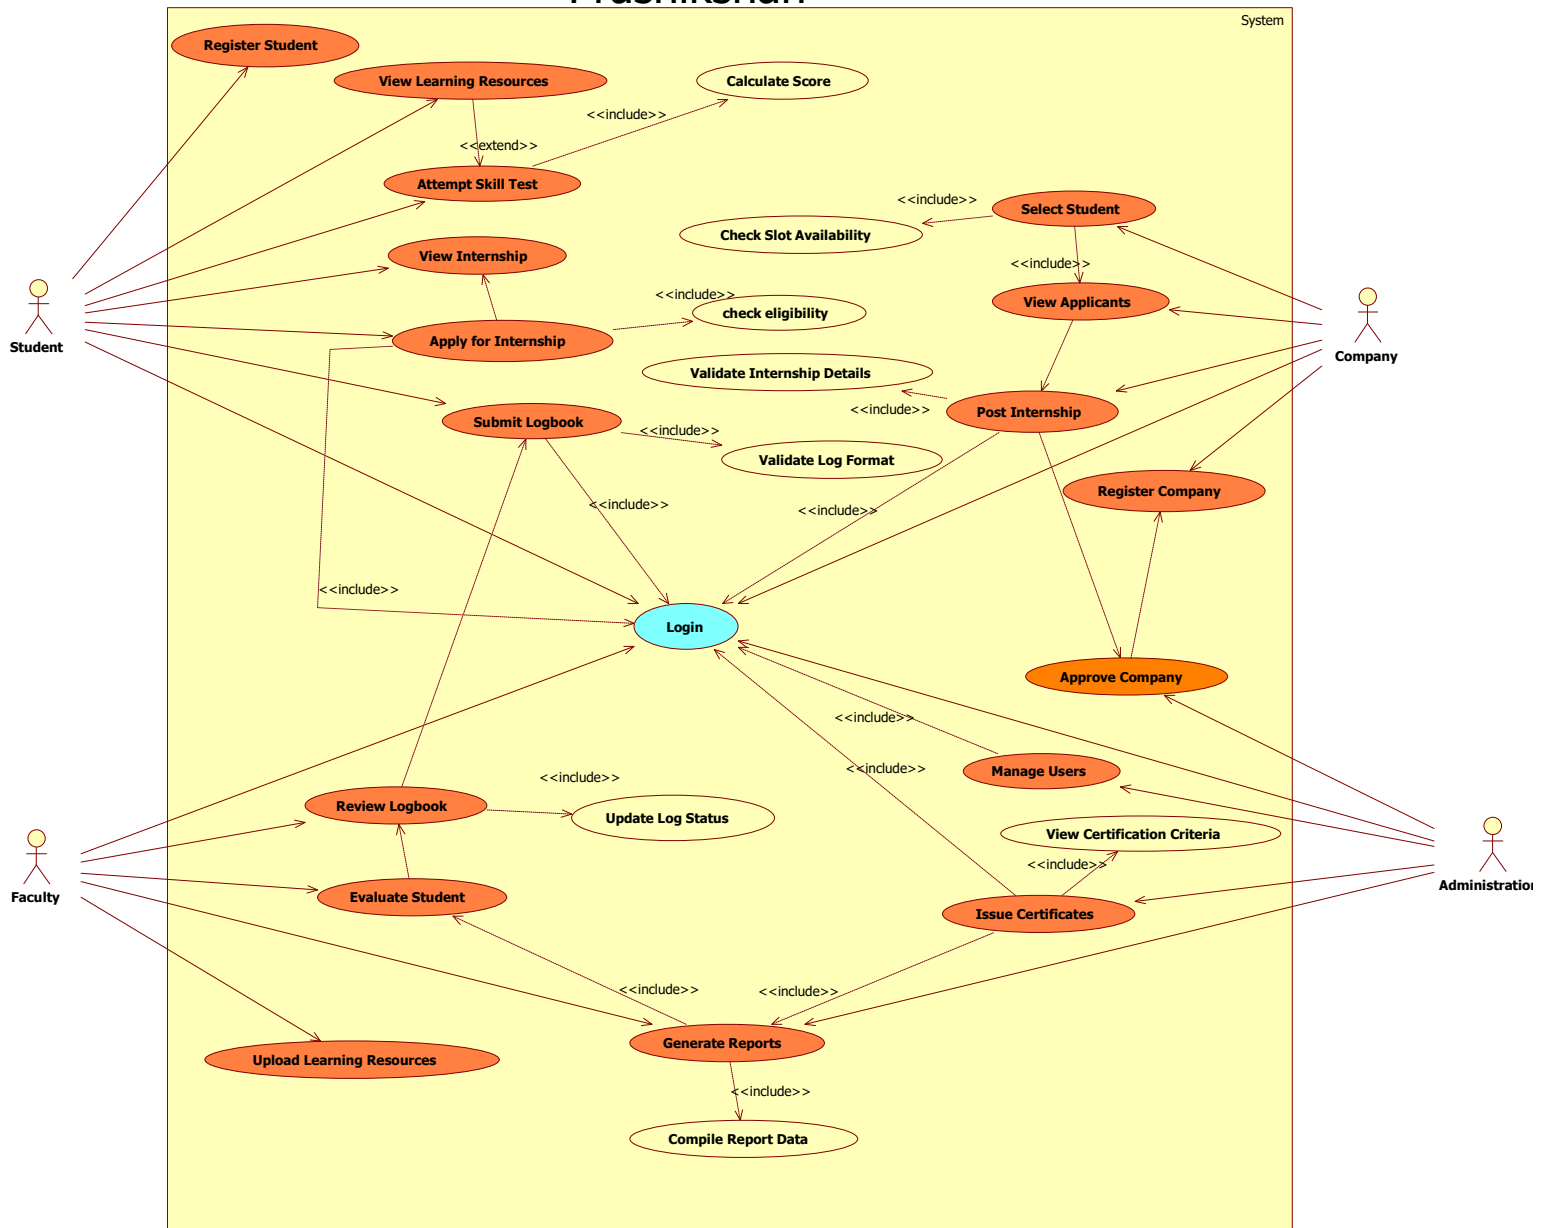 System
Register Student
View Learning Resources
Calculate Score
<<include>>
<<extend>>
Attempt Skill Test
<<include>>
Select Student
Check Slot Availability
View Internship
<<include>>
<<include>>
View Applicants
check eligibility
Student
Apply for Internship
Company
Validate Internship Details
<<include>>
Post Internship
Submit Logbook
<<include>>
Validate Log Format
Register Company
<<include>>
<<include>>
<<include>>
Login
Approve Company
<<include>>
<<include>>
Manage Users
<<include>>
Review Logbook
Update Log Status
View Certification Criteria
<<include>>
Faculty
Administration
Evaluate Student
Issue Certificates
<<include>>
<<include>>
Generate Reports
Upload Learning Resources
<<include>>
Compile Report Data